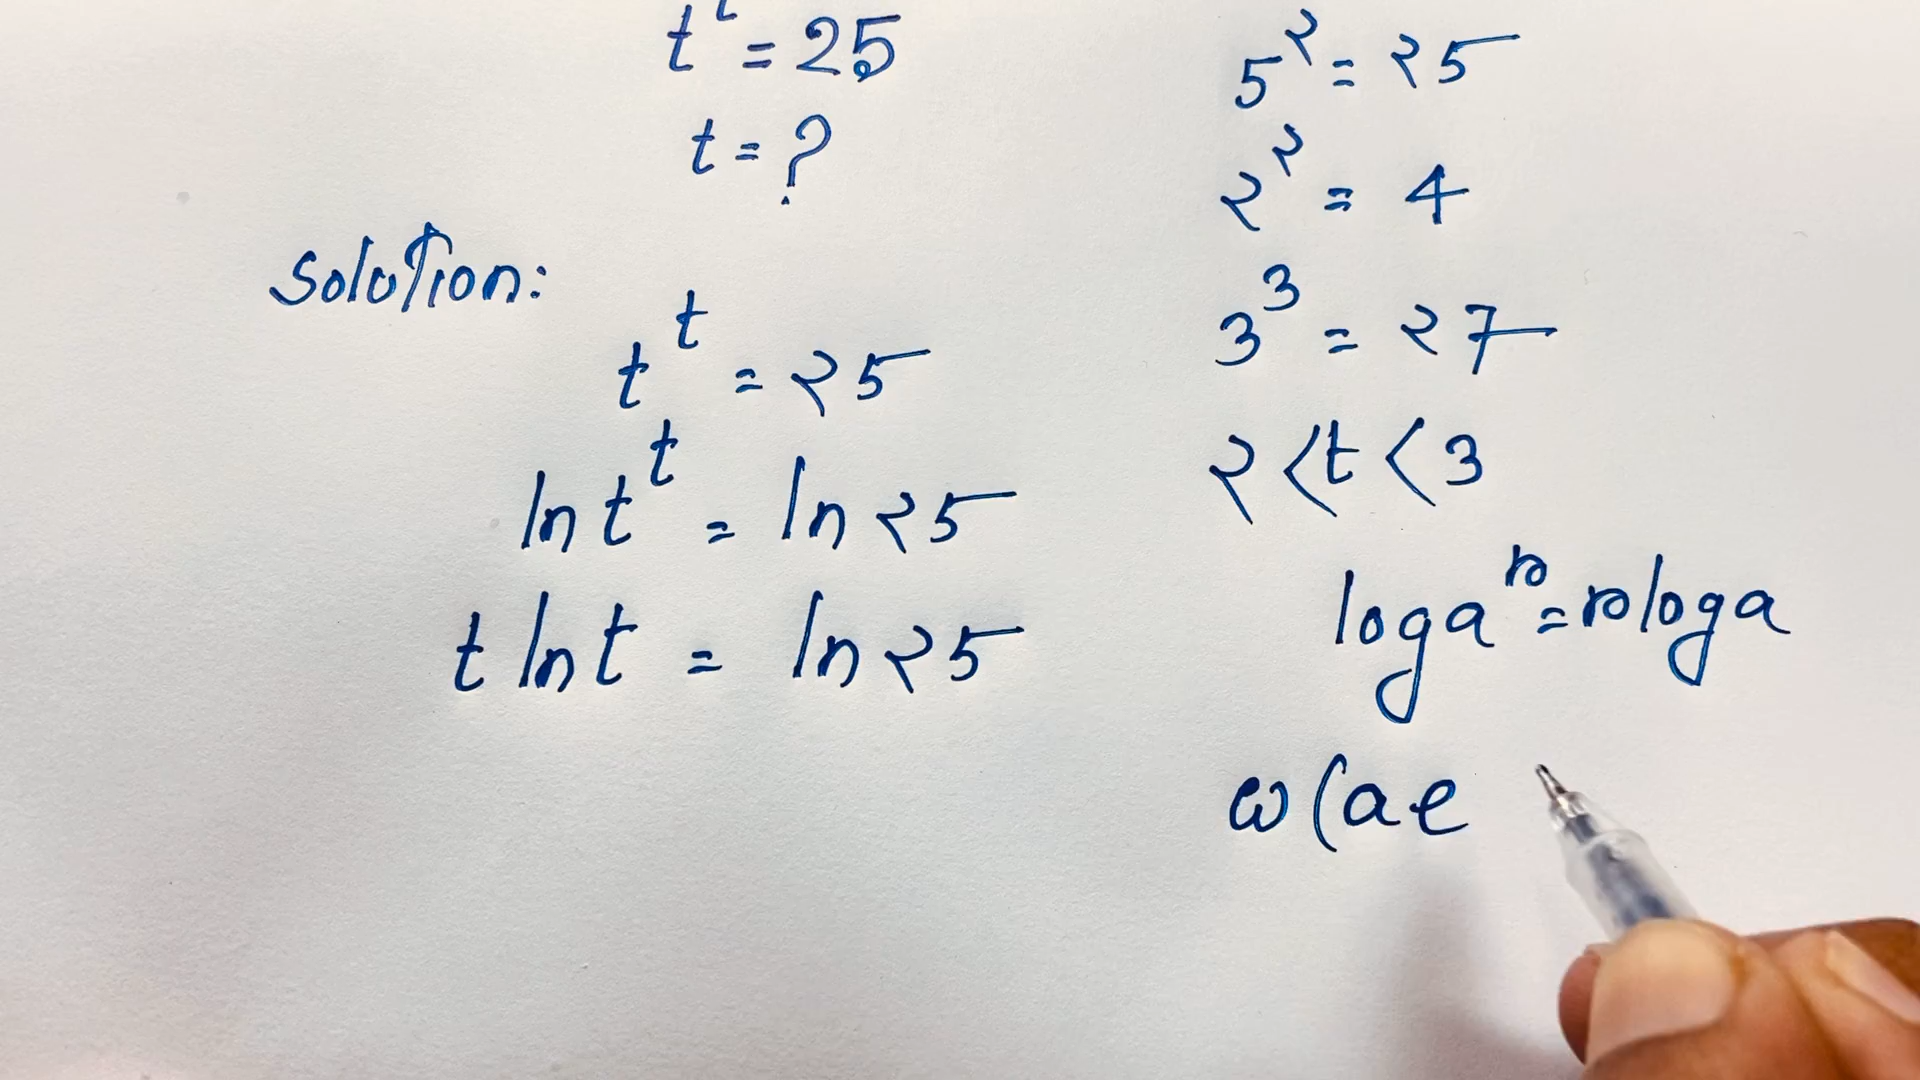 t^t = 25
t = ?
Solution:
t^t = 25
ln t^t = ln 25
t ln t = ln 25
5^2 = 25
2^2 = 4
3^3 = 27
2 < t < 3
log a^n = n log a
w(ae